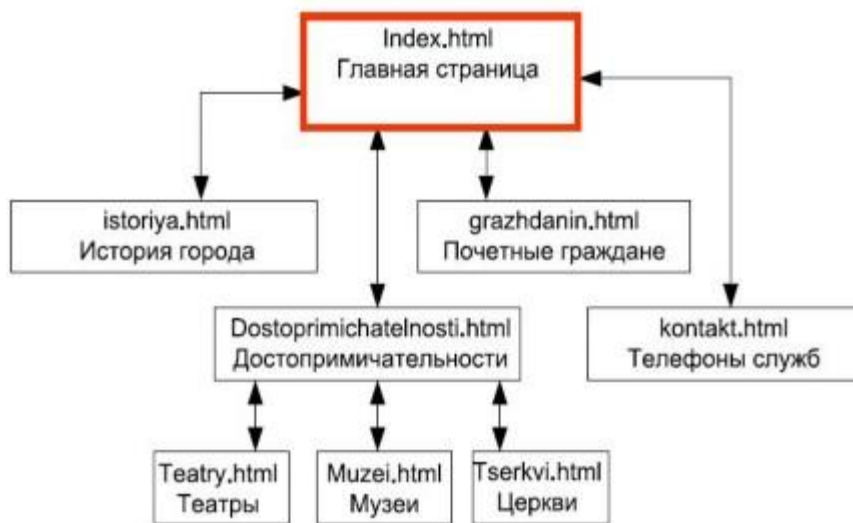 Index.html
Главная страница
istoriya.html
История города
grazhdanin.html
Почетные граждане
Dostoprimichatelnosti.html
Достопримичательности
kontakt.html
Телефоны служб
Teatry.html
Театры
Muzei.html
Музеи
Tserkvi.html
Церкви